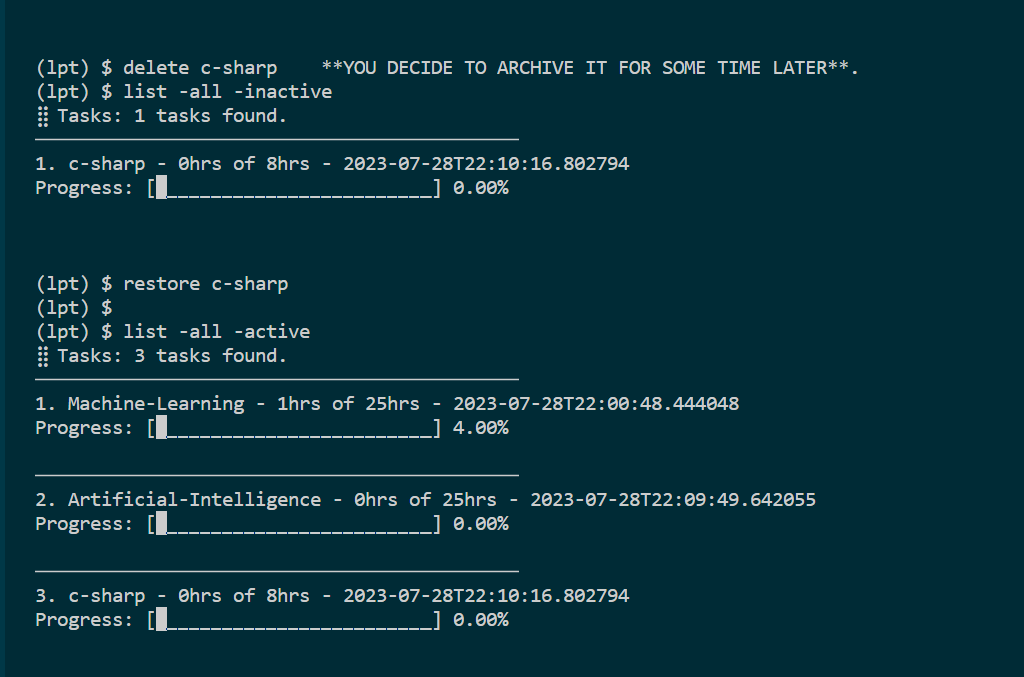 (lpt) $ delete c-sharp    **YOU DECIDE TO ARCHIVE IT FOR SOME TIME LATER**.
(lpt) $ list -all -inactive
⣿ Tasks: 1 tasks found.
____________________________________________
1. c-sharp - 0hrs of 8hrs - 2023-07-28T22:10:16.802794
Progress: [█________________________] 0.00%
(lpt) $ restore c-sharp
(lpt) $
(lpt) $ list -all -active
⣿ Tasks: 3 tasks found.
____________________________________________
1. Machine-Learning - 1hrs of 25hrs - 2023-07-28T22:00:48.444048
Progress: [█________________________] 4.00%
____________________________________________
2. Artificial-Intelligence - 0hrs of 25hrs - 2023-07-28T22:09:49.642055
Progress: [█________________________] 0.00%
____________________________________________
3. c-sharp - 0hrs of 8hrs - 2023-07-28T22:10:16.802794
Progress: [█________________________] 0.00%